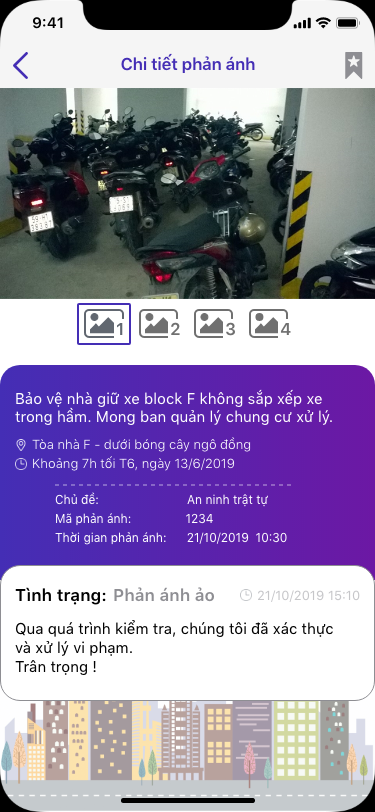 9:41
Chi tiết phản ánh
1 2 3 4
Bảo vệ nhà giữ xe block F không sắp xếp xe
trong hầm. Mong ban quản lý chung cư xử lý.
Tòa nhà F - dưới bóng cây ngô đồng
Khoảng 7h tối T6, ngày 13/6/2019
Chủ đề: An ninh trật tự
Mã phản ánh: 1234
Thời gian phản ánh: 21/10/2019 10:30
Tình trạng: Phản ánh ảo 21/10/2019 15:10
Qua quá trình kiểm tra, chúng tôi đã xác thực
và xử lý vi phạm.
Trân trọng !